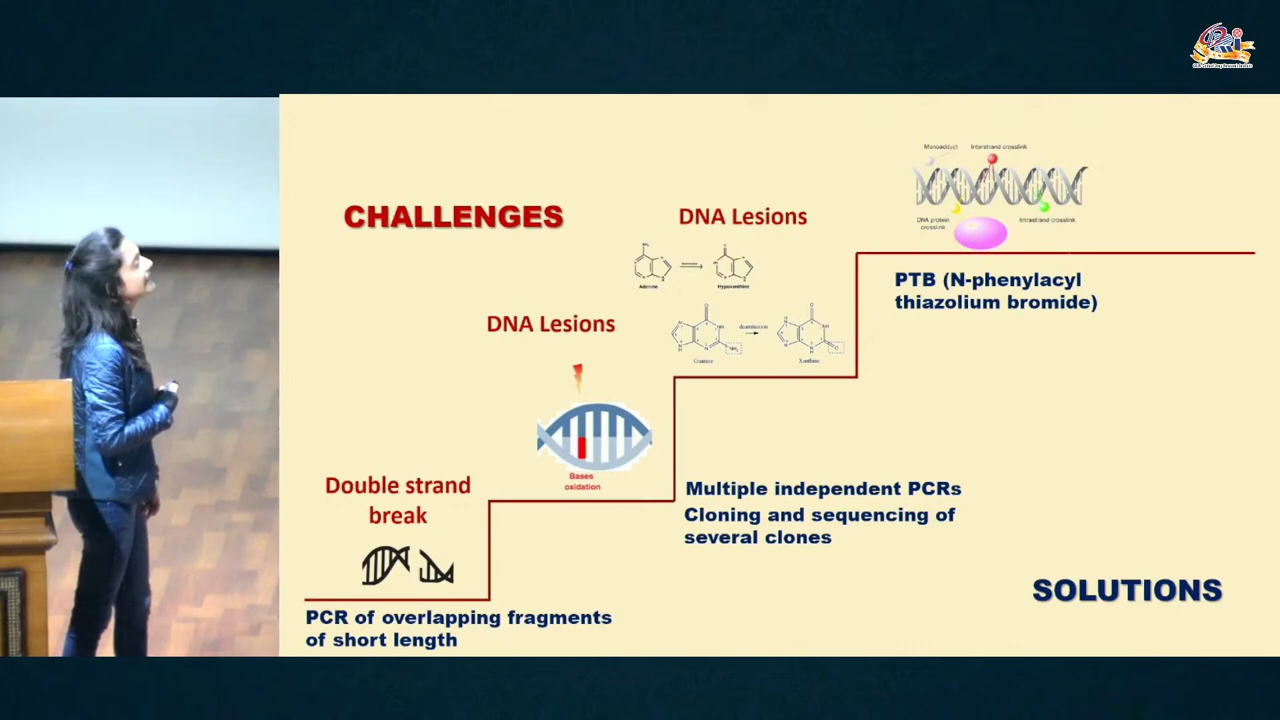 CHALLENGES
DNA Lesions
Adenine
Hypoxanthine
DNA Lesions
deamination
Guanine
Xanthine
Monoadduct
Interstrand crosslink
DNA protein
crosslink
Intrastrand crosslink
PTB (N-phenylacyl
thiazolium bromide)
Bases
oxidation
Double strand
break
Multiple independent PCRs
Cloning and sequencing of
several clones
SOLUTIONS
PCR of overlapping fragments
of short length